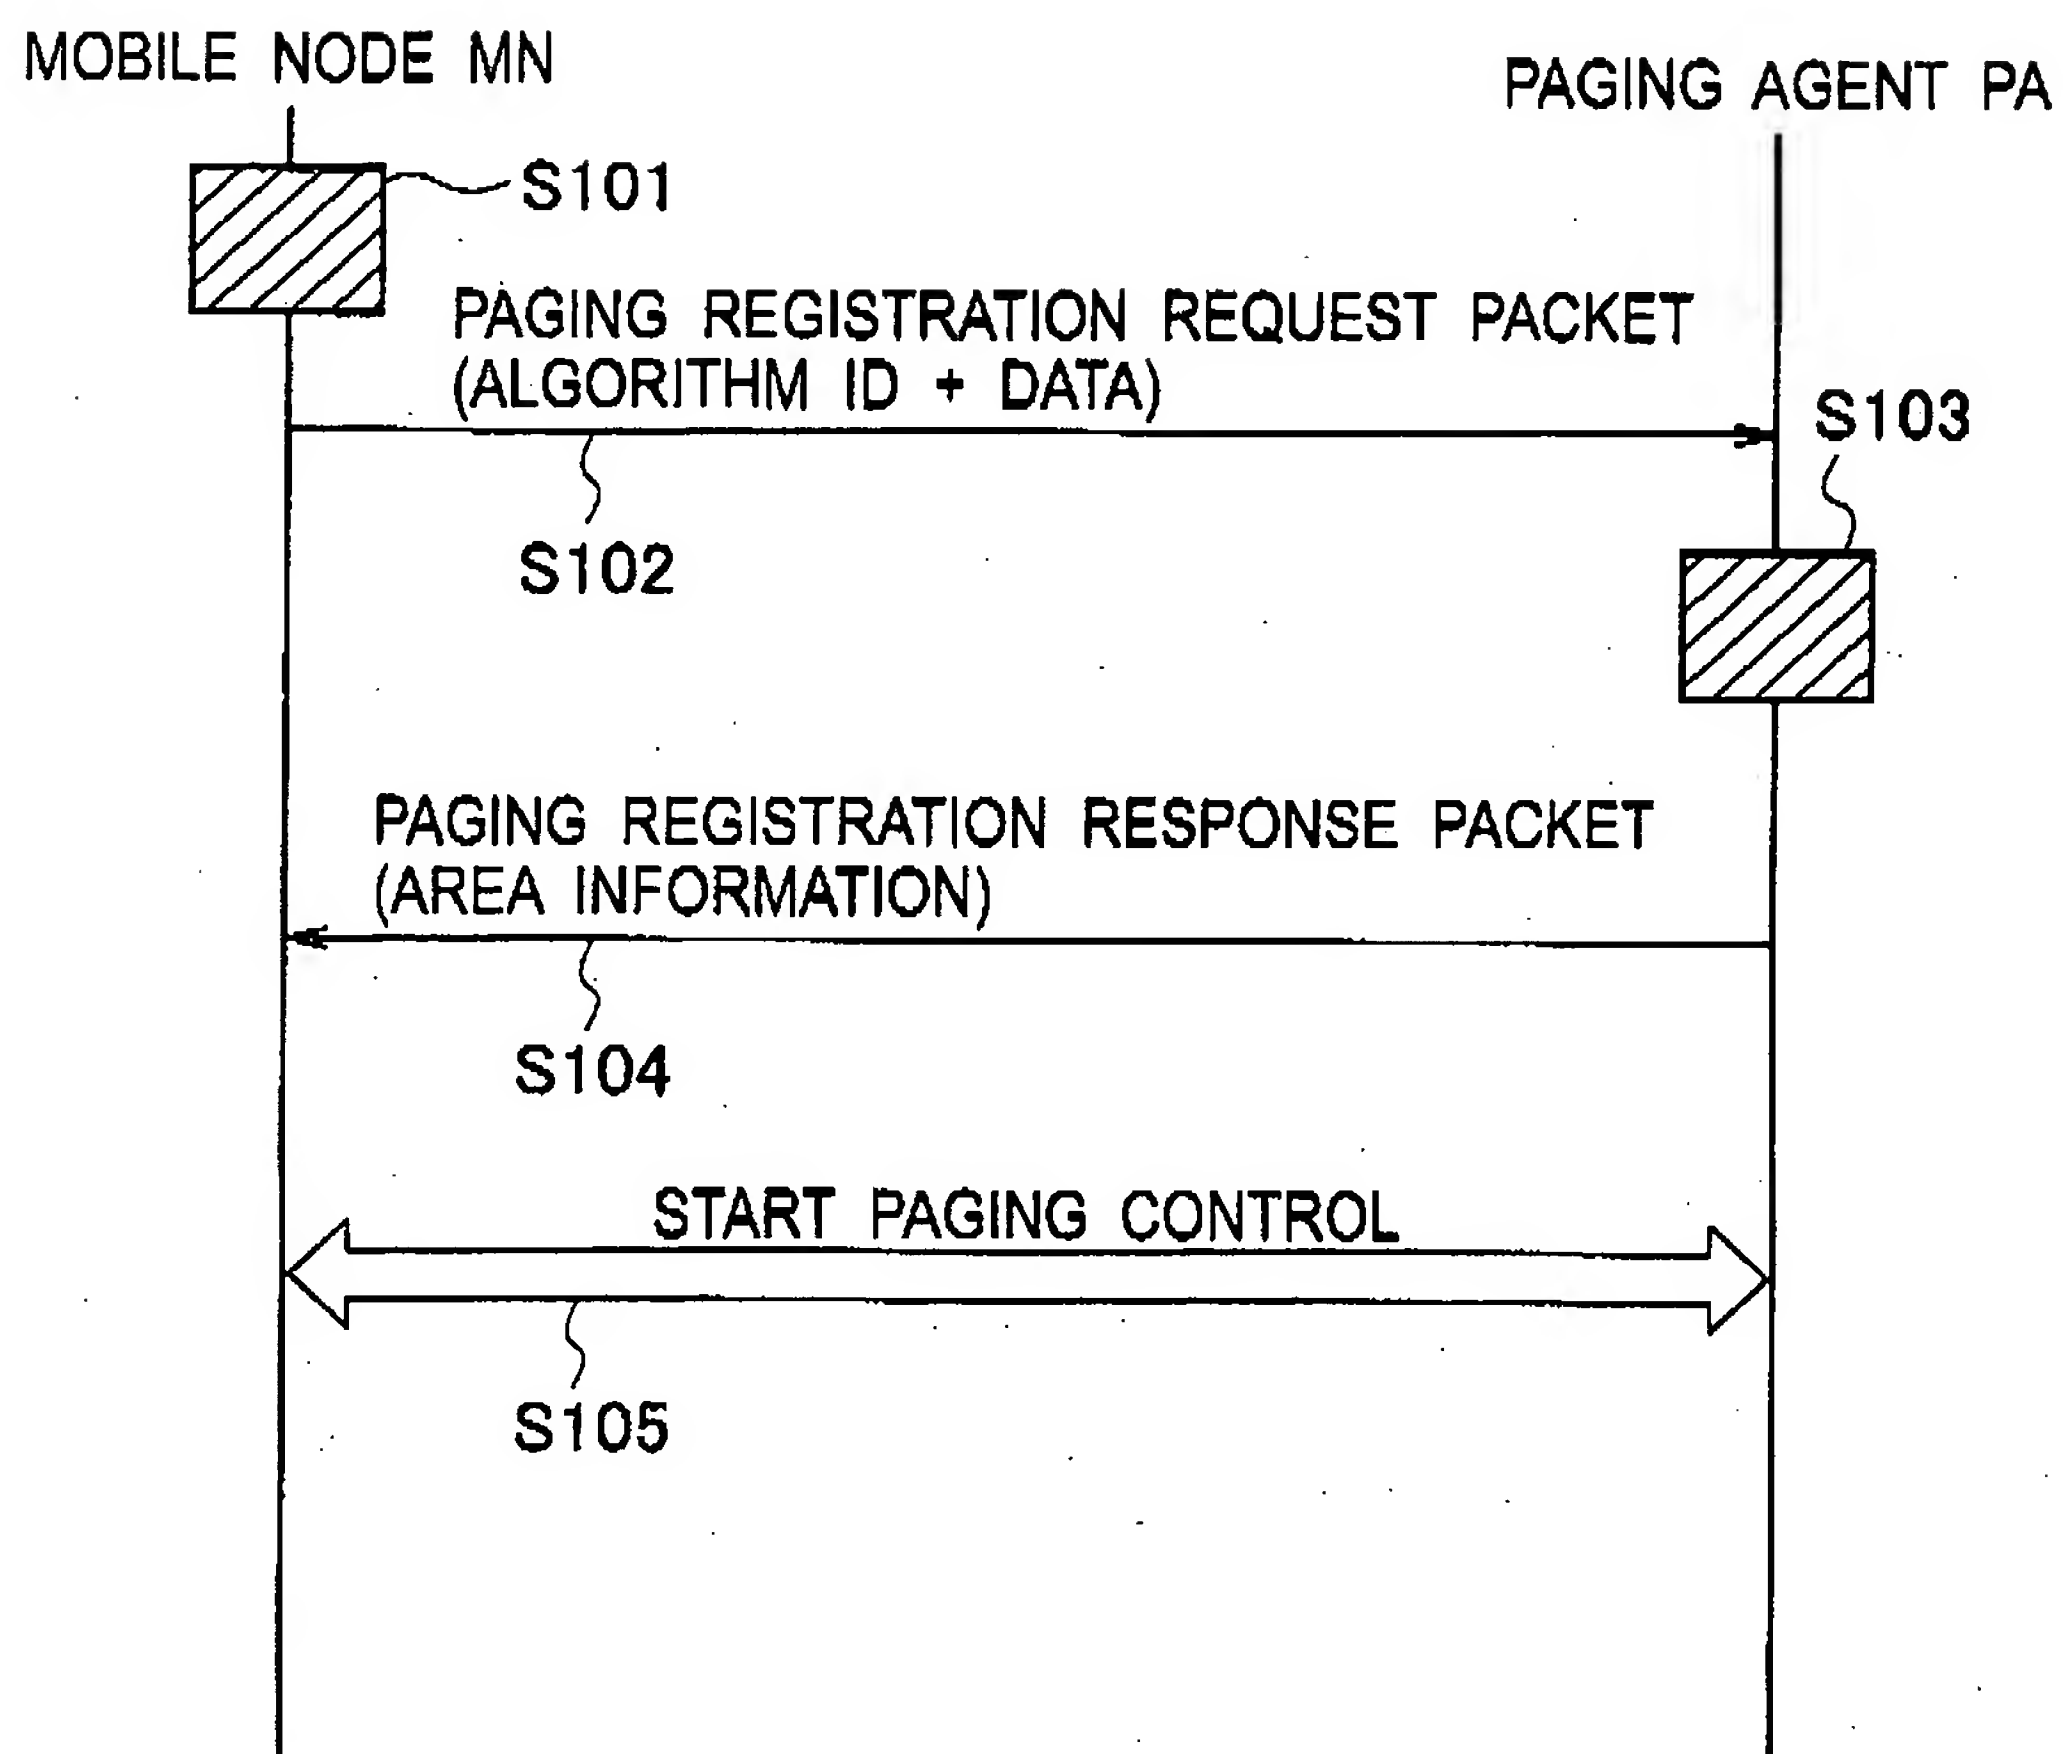 MOBILE NODE MN
PAGING AGENT PA
S101
PAGING REGISTRATION REQUEST PACKET
(ALGORITHM ID + DATA)
S103
S102
PAGING REGISTRATION RESPONSE PACKET
(AREA INFORMATION)
S104
START PAGING CONTROL
S105